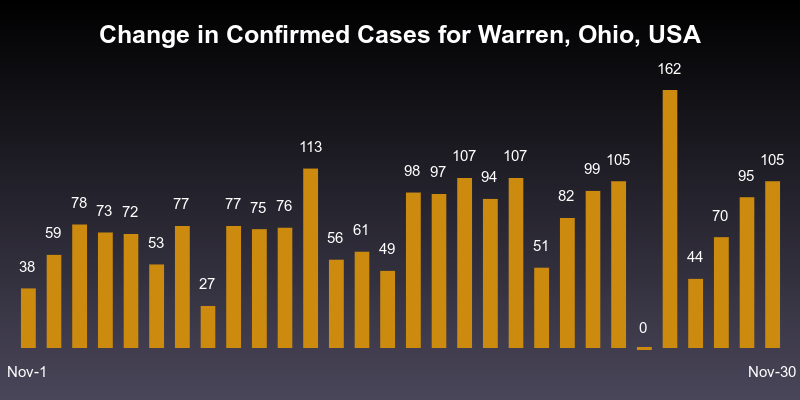 Change in Confirmed Cases for Warren, Ohio, USA
38 59 78 73 72 53 77 27 77 75 76 113 56 61 49 98 97 107 94 107 51 82 99 105 0 162 44 70 95 105
Nov-1 Nov-30